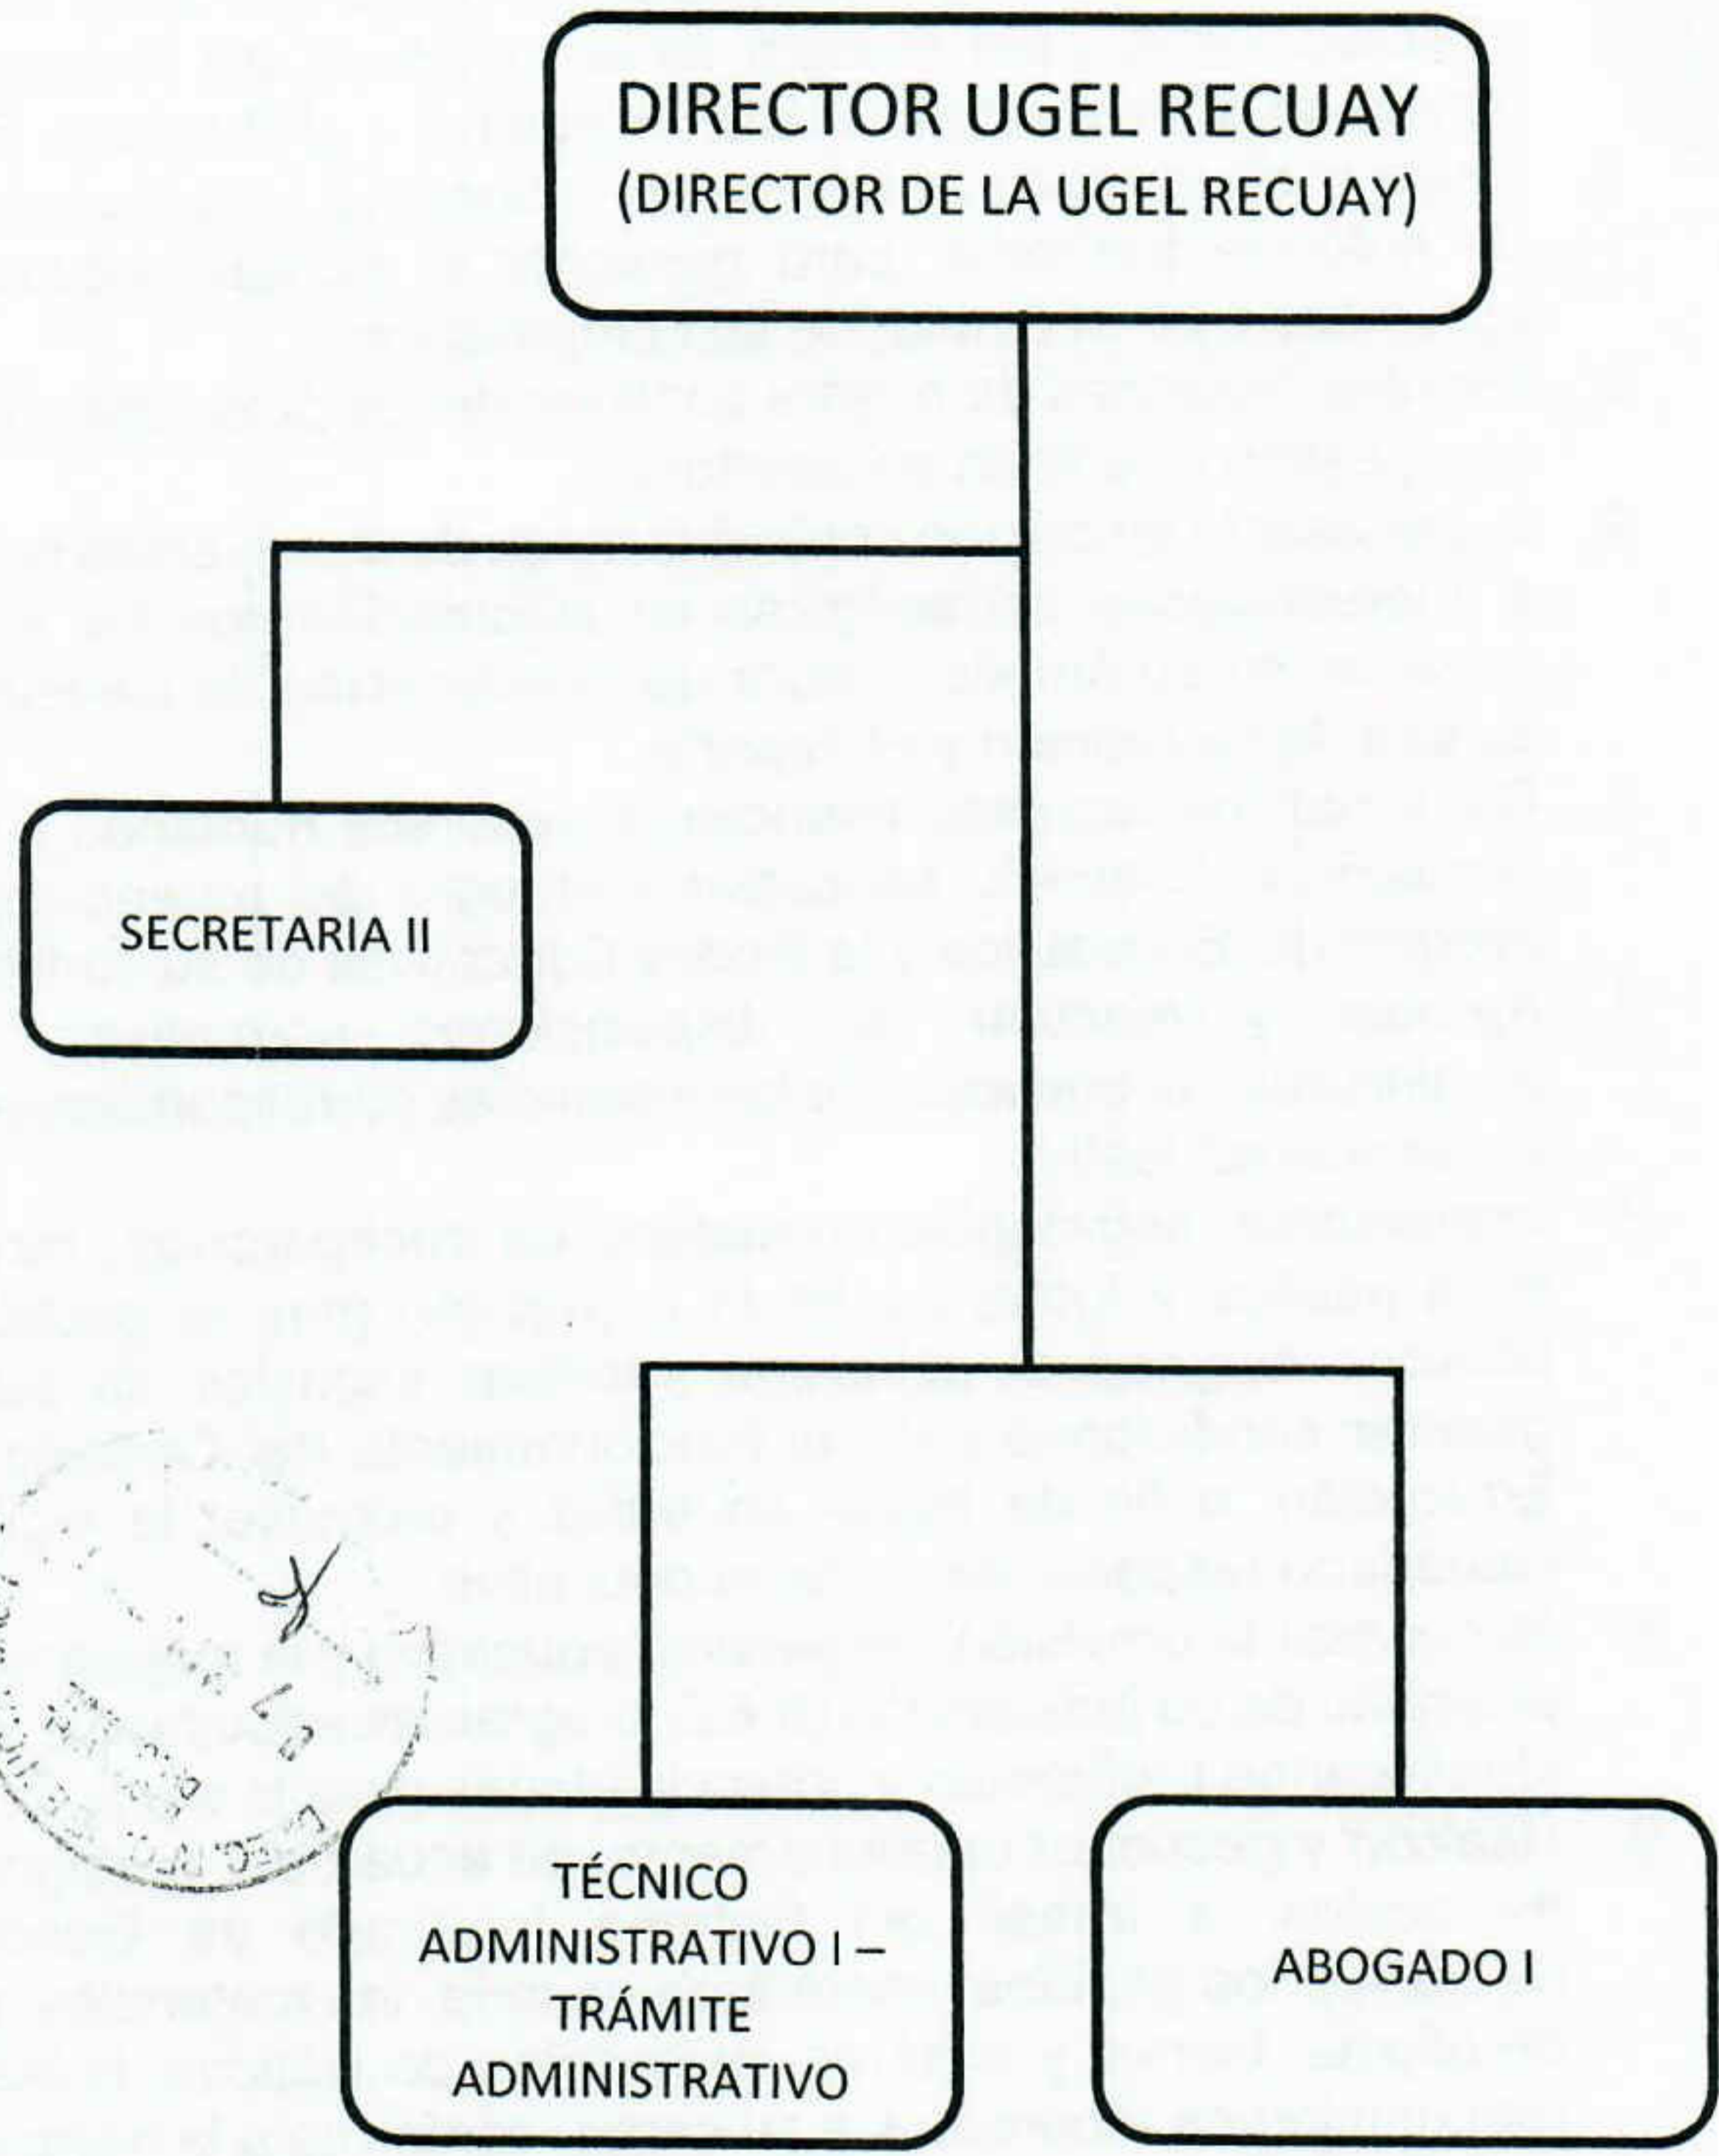 DIRECTOR UGEL RECUAY
(DIRECTOR DE LA UGEL RECUAY)
SECRETARIA II
TÉCNICO
ADMINISTRATIVO I –
TRÁMITE
ADMINISTRATIVO
ABOGADO I